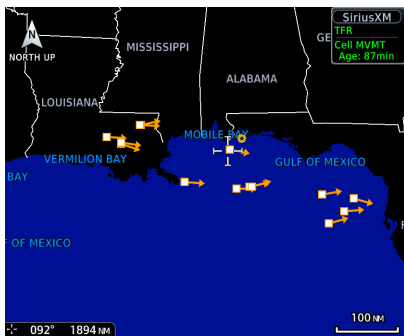 SiriusXM
TFR
Cell MVMT
Age: 87min
N
NORTH UP
MISSISSIPPI
GE
ALABAMA
LOUISIANA
MOBILE BAY
VERMILION BAY
GULF OF MEXICO
BAY
F
F OF MEXICO
092° 1894 NM
100 NM